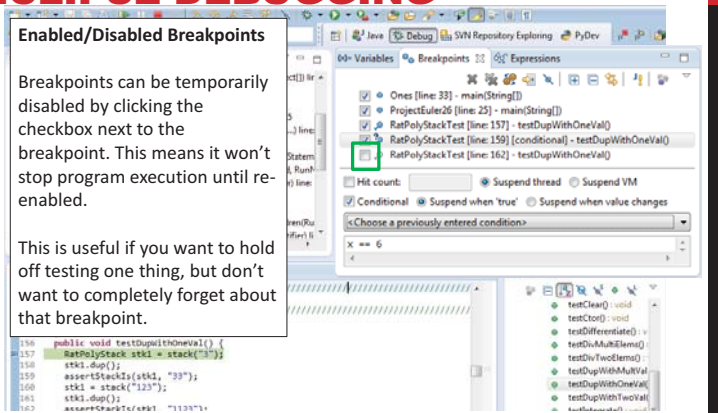 Enabled/Disabled Breakpoints
Breakpoints can be temporarily
disabled by clicking the
checkbox next to the
breakpoint. This means it won't
stop program execution until re-
enabled.
This is useful if you want to hold
off testing one thing, but don't
want to completely forget about
that breakpoint.
Java Debug SVN Repository Exploring PyDev
Variables Breakpoints Expressions
Ones [line: 33] - main(String[])
ProjectEuler26 [line: 25] - main(String[])
RatPolyStackTest [line: 157] - testDupWithOneVal()
RatPolyStackTest [line: 159] [conditional] - testDupWithOneVal()
RatPolyStackTest [line: 162] - testDupWithOneVal()
Hit count: Suspend thread Suspend VM
Conditional Suspend when 'true' Suspend when value changes
<Choose a previously entered condition>
x == 6
156 public void testDupWithOneVal() {
157 RatPolyStack stk1 = stack("3");
158 stk1.dup();
159 assertStackIs(stk1, "33");
160 stk1 = stack("123");
161 stk1.dup();
162 assertStackIs(stk1, "1123");
testClear() : void
testCtor() : void
testDifferentiate() : v
testDivMultiElems() :
testDivTwoElems() :
testDupWithMultVal
testDupWithOneVal(
testDupWithTwoVal(